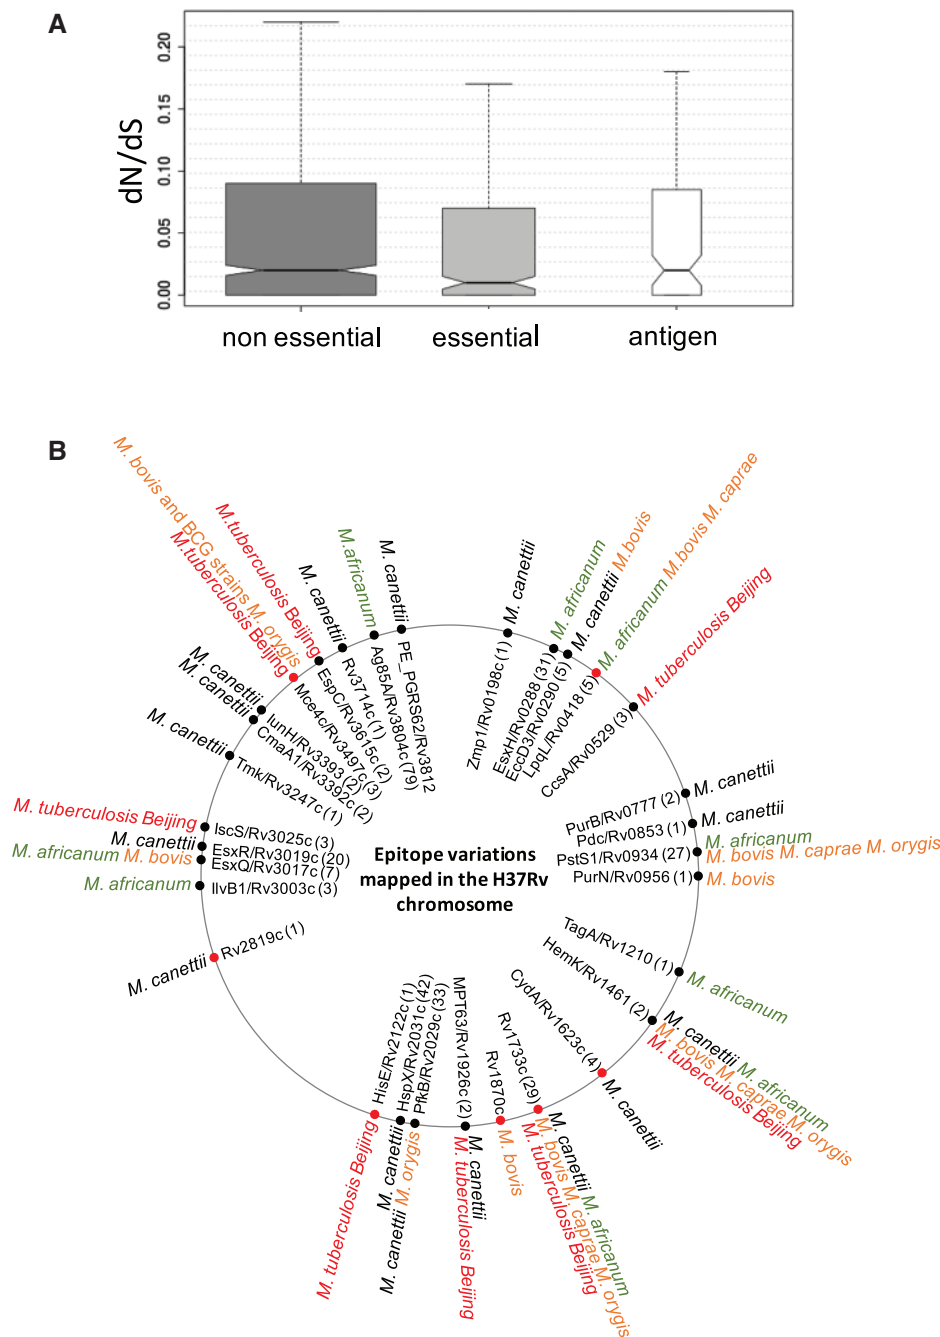 A
dN/dS
0.20
0.15
0.10
0.05
0.00
non essential
essential
antigen
B
Epitope variations
mapped in the H37Rv
chromosome
M. canettii
Zmp1/Rv0198c (1)
M. africanum
EsxH/Rv0288 (31)
M. canettii M.bovis
EccD3/Rv0290 (5)
M. africanum M.bovis M. caprae
LpqL/Rv0418 (5)
M. tuberculosis Beijing
CcsA/Rv0529 (3)
M. canettii
PurB/Rv0777 (2)
M. canettii
Pdc/Rv0853 (1)
M. africanum
M. bovis M. caprae M. orygis
PstS1/Rv0934 (27)
M. bovis
PurN/Rv0956 (1)
M. africanum
TagA/Rv1210 (1)
M. canettii M. africanum
M. bovis M. caprae M. orygis
M. tuberculosis Beijing
HemK/Rv1461 (2)
M. canettii
CydA/Rv1623c (4)
M. canettii M. africanum
M. bovis M. caprae M. orygis
M. tuberculosis Beijing
Rv1733c (29)
M. bovis
Rv1870c
M. canettii
M. tuberculosis Beijing
MPT63/Rv1926c (2)
M. canettii M. orygis
PfkB/Rv2029c (33)
M. canettii
HspX/Rv2031c (42)
M. tuberculosis Beijing
HisE/Rv2122c (1)
M. canettii
Rv2819c (1)
M. africanum
IlvB1/Rv3003c (3)
M. africanum M. bovis
EsxQ/Rv3017c (7)
M. canettii
EsxR/Rv3019c (20)
M. tuberculosis Beijing
IscS/Rv3025c (3)
M. canettii
Tmk/Rv3247c (1)
M. canettii
CmaA1/Rv3392c (2)
M. canettii
IunH/Rv3393 (2)
M. bovis and BCG strains M. orygis
M.tuberculosis Beijing
Mce4c/Rv3497c (3)
M.tuberculosis Beijing
EspC/Rv3615c (2)
M. canettii
Rv3714c (1)
M.africanum
Ag85A/Rv3804c (79)
M. canettii
PE_PGRS62/Rv3812